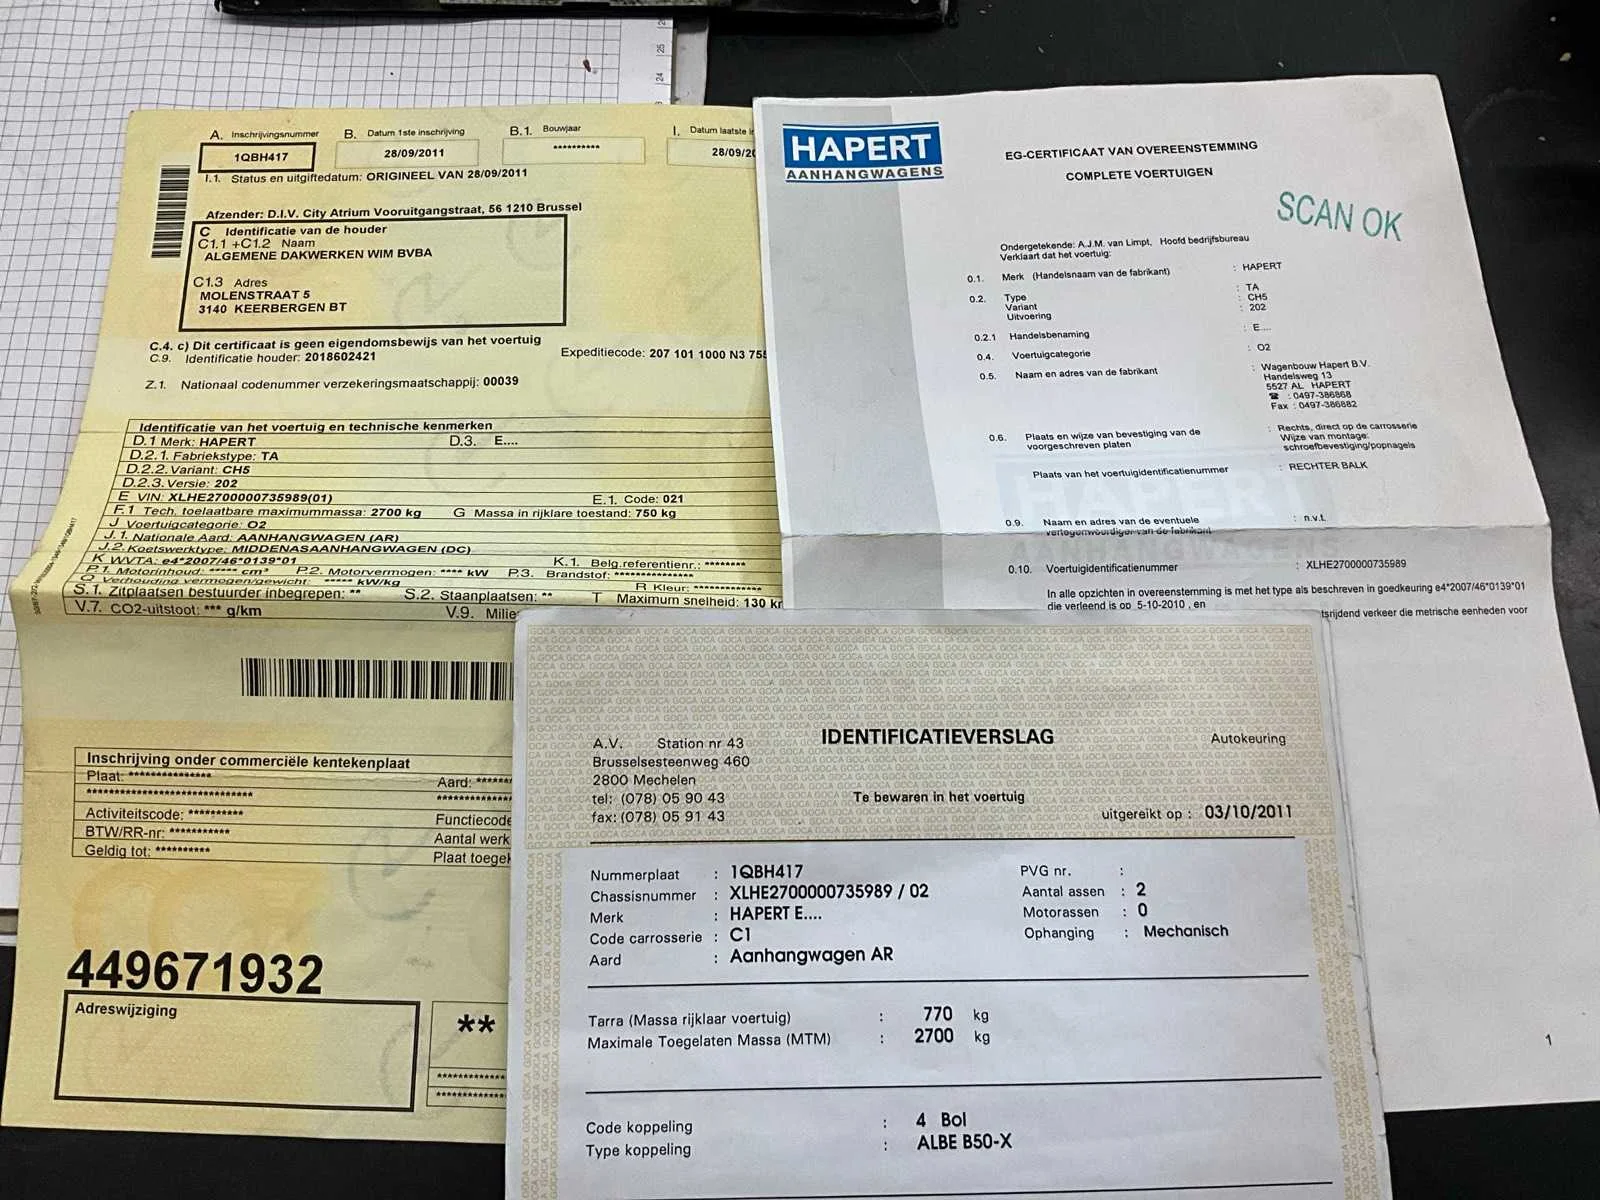 A. Inschrijvingsnummer
1QBH417
B. Datum 1ste inschrijving
28/09/2011
B.1. Bouwjaar
**********
I. Datum laatste
28/09/20
I.1. Status en uitgiftedatum: ORIGINEEL VAN 28/09/2011
Afzender: D.I.V. City Atrium Vooruitgangstraat, 56 1210 Brussel
C Identificatie van de houder
C1.1 +C1.2 Naam
ALGEMENE DAKWERKEN WIM BVBA
C1.3 Adres
MOLENSTRAAT 5
3140 KEERBERGEN BT
C.4. c) Dit certificaat is geen eigendomsbewijs van het voertuig
C.9. Identificatie houder: 2018602421
Expeditiecode: 207 101 1000 N3 755
Z.1. Nationaal codenummer verzekeringsmaatschappij: 00039
Identificatie van het voertuig en technische kenmerken
D.1 Merk: HAPERT D.3. E....
D.2.1. Fabriekstype: TA
D.2.2. Variant: CH5
D.2.3. Versie: 202
E VIN: XLHE2700000735989(01) E.1. Code: 021
F.1 Tech. toelaatbare maximummassa: 2700 kg G Massa in rijklare toestand: 750 kg
J Voertuigcategorie: O2
J.1. Nationale Aard: AANHANGWAGEN (AR)
J.2. Koetswerktype: MIDDENASAANHANGWAGEN (DC)
K WVTA: e4*2007/46*0139*01 K.1. Belg.referentienr.: ********
P.1. Motorinhoud: ***** cm³ P.2. Motorvermogen: **** kW P.3. Brandstof: **************
Q Verhouding vermogen/gewicht: ***** kW/kg R Kleur: *************
S.1. Zitplaatsen bestuurder inbegrepen: ** S.2. Staanplaatsen: ** T Maximum snelheid: 130 km
V.7. CO2-uitstoot: *** g/km V.9. Milie
Inschrijving onder commerciële kentekenplaat
Plaat: ***************
Aard: ******
******************************
Activiteitscode: **********
Functiecode
BTW/RR-nr: ***********
Aantal werk
Geldig tot: **********
Plaat toegek
449671932
Adreswijziging
**
HAPERT
AANHANGWAGENS
EG-CERTIFICAAT VAN OVEREENSTEMMING
COMPLETE VOERTUIGEN
SCAN OK
Ondergetekende: A.J.M. van Limpt, Hoofd bedrijfsbureau
Verklaart dat het voertuig:
0.1. Merk (Handelsnaam van de fabrikant) : HAPERT
0.2. Type : TA
Variant : CH5
Uitvoering : 202
0.2.1 Handelsbenaming : E....
0.4. Voertuigcategorie : O2
0.5. Naam en adres van de fabrikant : Wagenbouw Hapert B.V.
Handelsweg 13
5527 AL HAPERT
☎ : 0497-386868
Fax : 0497-386882
0.6. Plaats en wijze van bevestiging van de
voorgeschreven platen
: Rechts, direct op de carrosserie
Wijze van montage:
schroefbevestiging/popnagels
Plaats van het voertuigidentificatienummer : RECHTER BALK
0.9. Naam en adres van de eventuele : n.v.t.
vertegenwoordiger van de fabrikant
HAPERT
AANHANGWAGENS
0.10. Voertuigidentificatienummer : XLHE2700000735989
In alle opzichten in overeenstemming is met het type als beschreven in goedkeuring e4*2007/46*0139*01
die verleend is op 5-10-2010 , en
tsrijdend verkeer die metrische eenheden voor
1
A.V. Station nr 43
Brusselsesteenweg 460
2800 Mechelen
tel: (078) 05 90 43
fax: (078) 05 91 43
IDENTIFICATIEVERSLAG
Te bewaren in het voertuig
Autokeuring
uitgereikt op : 03/10/2011
Nummerplaat : 1QBH417
Chassisnummer : XLHE2700000735989 / 02
Merk : HAPERT E....
Code carrosserie : C1
Aard : Aanhangwagen AR
PVG nr. :
Aantal assen : 2
Motorassen : 0
Ophanging : Mechanisch
Tarra (Massa rijklaar voertuig) : 770 kg
Maximale Toegelaten Massa (MTM) : 2700 kg
Code koppeling : 4 Bol
Type koppeling : ALBE B50-X